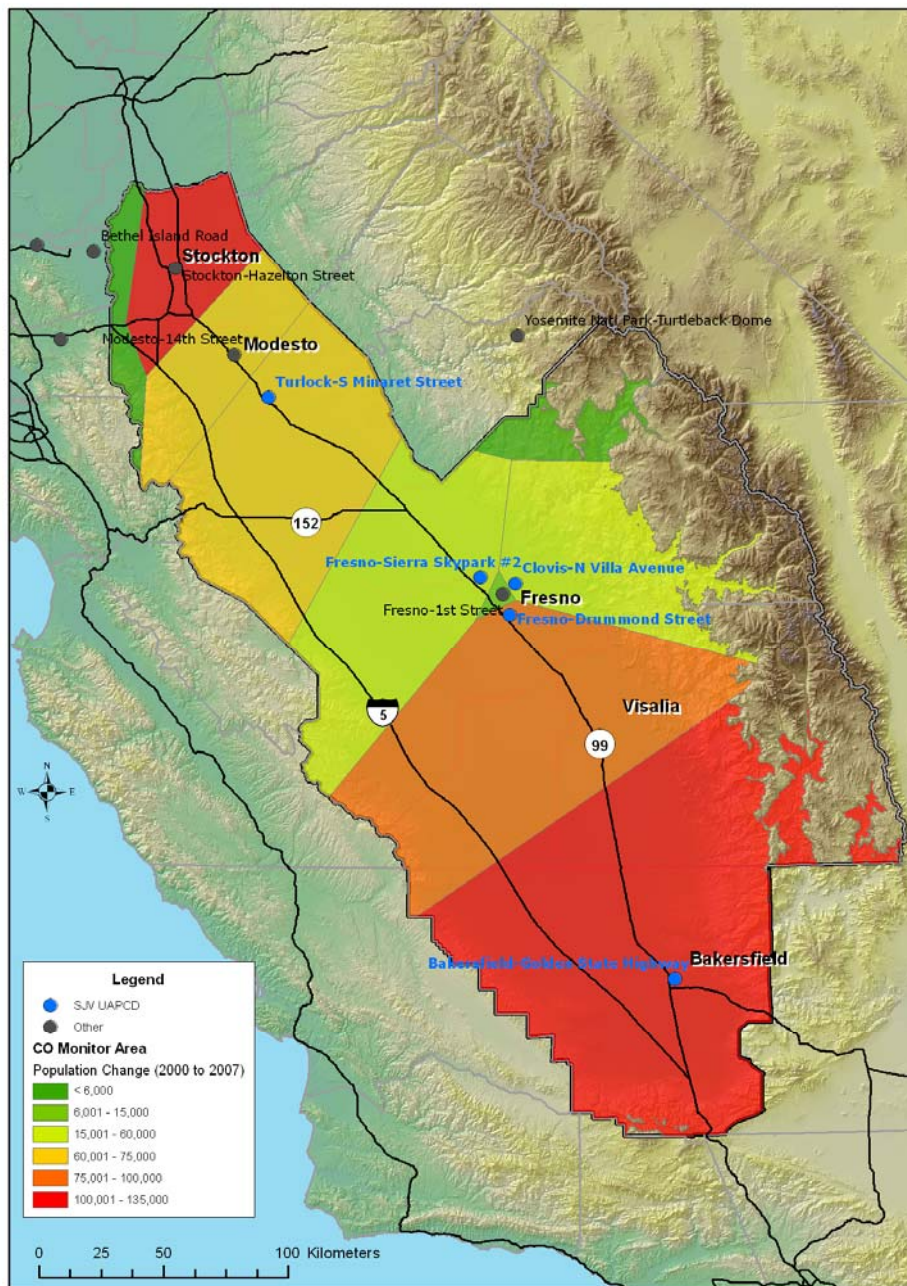 Bethel Island Road
Stockton
Stockton-Hazelton Street
Yosemite Natl Park-Turtleback Dome
Modesto-14th Street
Modesto
Turlock-S Minaret Street
152
Fresno-Sierra Skypark #2
Clovis-N Villa Avenue
Fresno
Fresno-1st Street
Fresno-Drummond Street
Visalia
5
99
N
W
E
S
Bakersfield
Bakersfield-Golden State Highway
Legend
SJV UAPCD
Other
CO Monitor Area
Population Change (2000 to 2007)
< 6,000
6,001 - 15,000
15,001 - 60,000
60,001 - 75,000
75,001 - 100,000
100,001 - 135,000
0 25 50 100 Kilometers